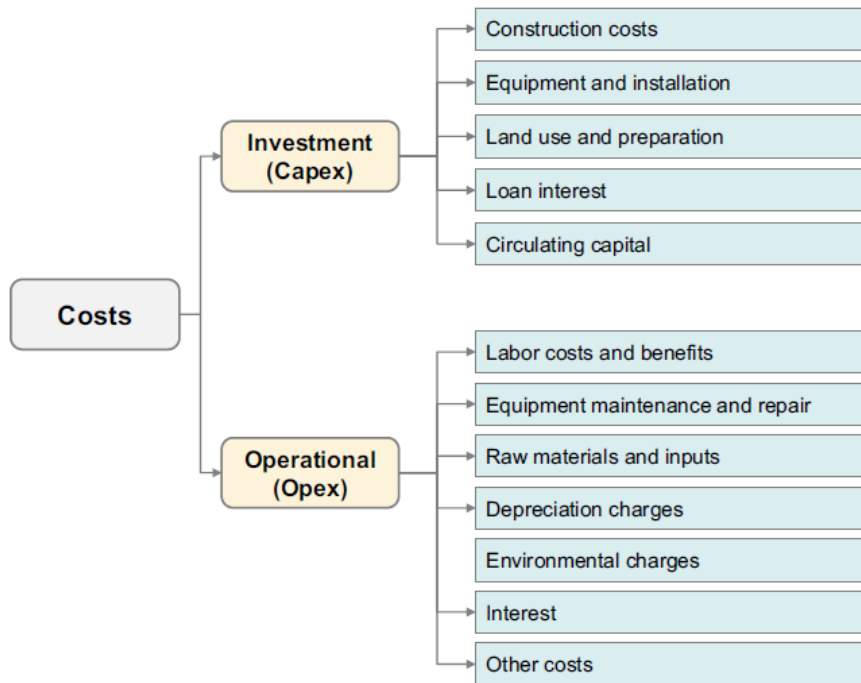 Costs
Investment
(Capex)
Construction costs
Equipment and installation
Land use and preparation
Loan interest
Circulating capital
Operational
(Opex)
Labor costs and benefits
Equipment maintenance and repair
Raw materials and inputs
Depreciation charges
Environmental charges
Interest
Other costs